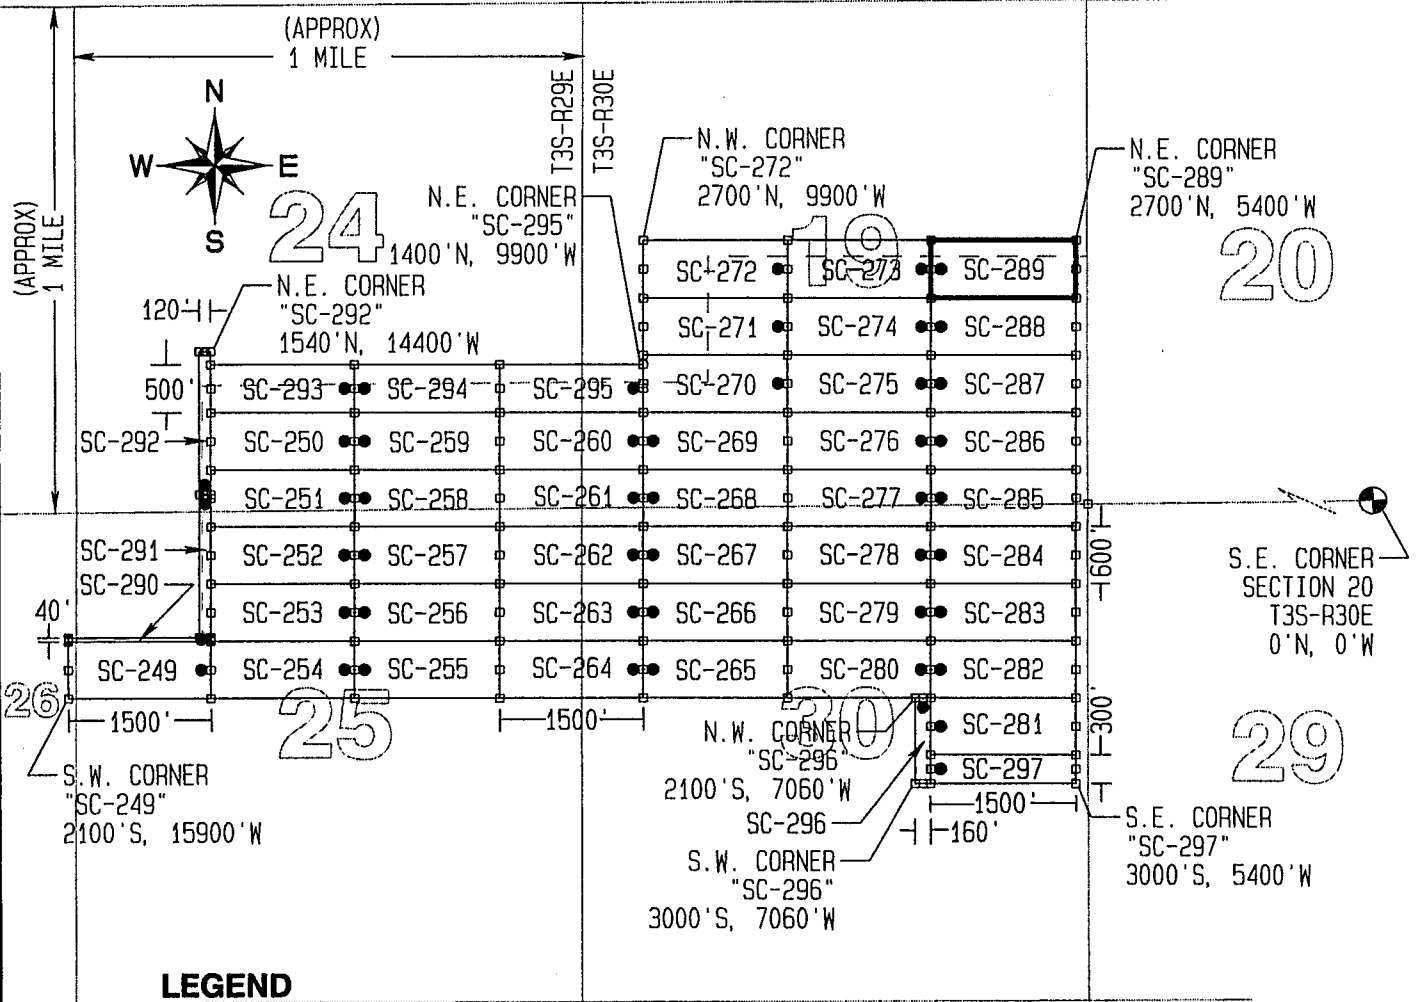 (APPROX)
1 MILE
(APPROX)
1 MILE
T3S-R29E
T3S-R30E
N
W E
S
24
19
20
N.W. CORNER
"SC-272"
2700'N, 9900'W
N.E. CORNER
"SC-289"
2700'N, 5400'W
N.E. CORNER
"SC-295"
1400'N, 9900'W
N.E. CORNER
"SC-292"
1540'N, 14400'W
120'
500'
SC-272 SC-273 SC-289
SC-271 SC-274 SC-288
SC-293 SC-294 SC-295 SC-270 SC-275 SC-287
SC-292 SC-250 SC-259 SC-260 SC-269 SC-276 SC-286
SC-251 SC-258 SC-261 SC-268 SC-277 SC-285
SC-291 SC-252 SC-257 SC-262 SC-267 SC-278 SC-284
SC-290
600'
S.E. CORNER
SECTION 20
T3S-R30E
0'N, 0'W
40'
SC-253 SC-256 SC-263 SC-266 SC-279 SC-283
SC-249 SC-254 SC-255 SC-264 SC-265 SC-280 SC-282
26
25
30
29
1500'
1500'
SC-281
300'
SC-297
1500'
160'
N.W. CORNER
"SC-296"
2100'S, 7060'W
SC-296
S.W. CORNER
"SC-296"
3000'S, 7060'W
S.W. CORNER
"SC-249"
2100'S, 15900'W
S.E. CORNER
"SC-297"
3000'S, 5400'W
LEGEND